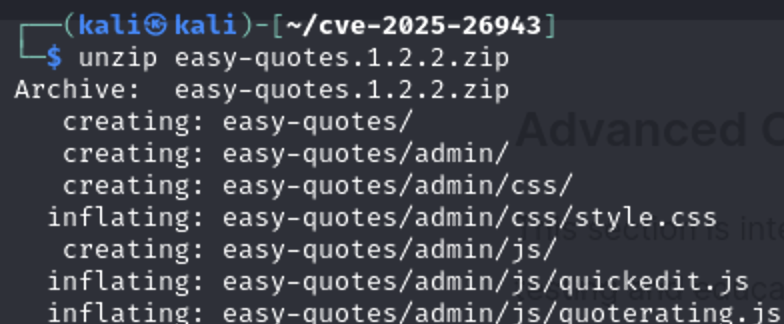 ┌──(kali㉿kali)-[~/cve-2025-26943]
└─$ unzip easy-quotes.1.2.2.zip
Archive:  easy-quotes.1.2.2.zip
   creating: easy-quotes/
   creating: easy-quotes/admin/
   creating: easy-quotes/admin/css/
  inflating: easy-quotes/admin/css/style.css
   creating: easy-quotes/admin/js/
  inflating: easy-quotes/admin/js/quickedit.js
  inflating: easy-quotes/admin/js/quoterating.js
Advanced
This section is